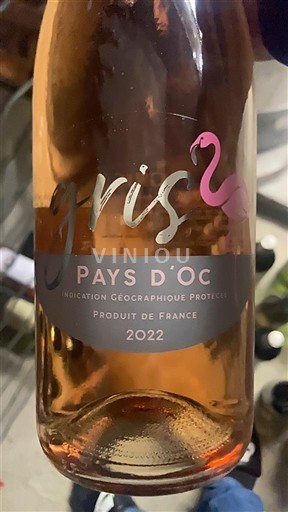 gris
VINIOU
PAYS D'OC
INDICATION GÉOGRAPHIQUE PROTÉGÉE
PRODUIT DE FRANCE
2022